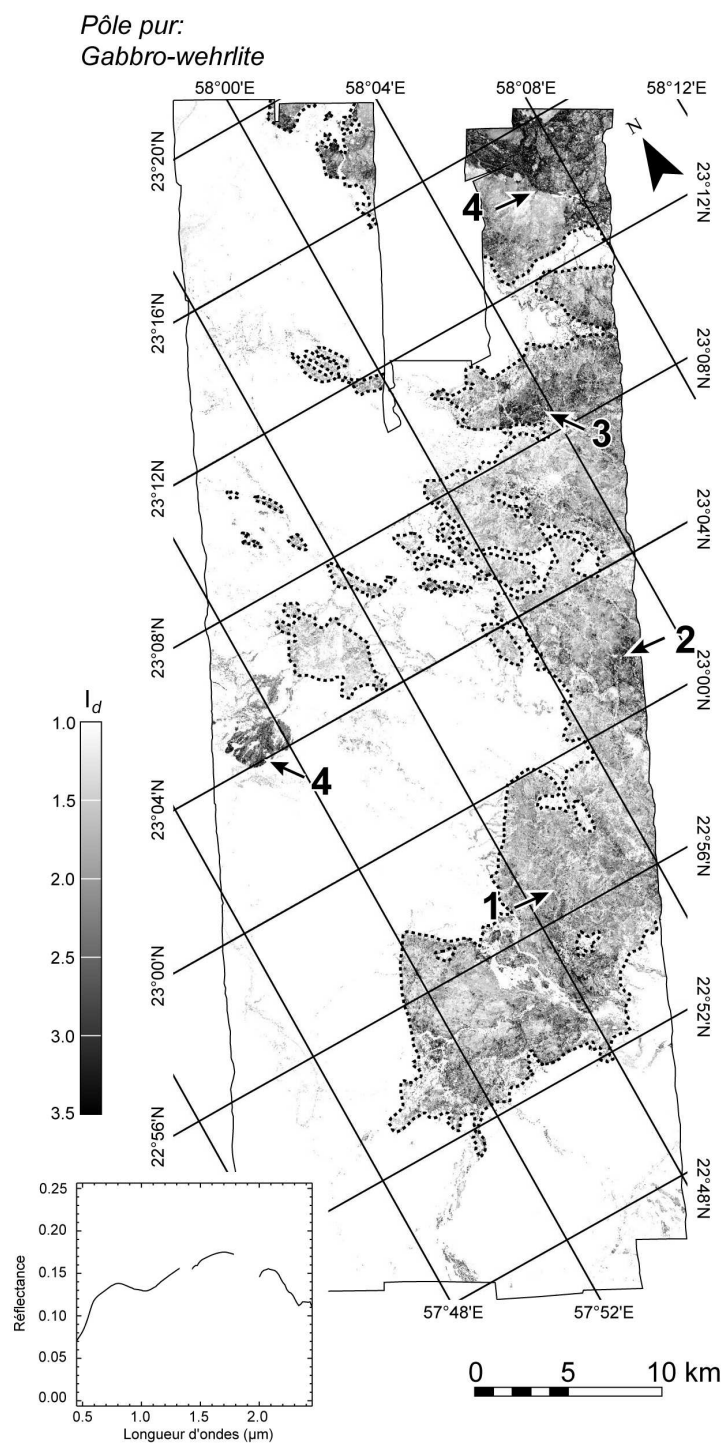 Pôle pur:
Gabbro-wehrlite
58°00'E 58°04'E 58°08'E 58°12'E
N
23°20'N
23°16'N
23°12'N
23°08'N
23°04'N
23°00'N
22°56'N
23°12'N
23°08'N
23°04'N
23°00'N
22°56'N
22°52'N
22°48'N
4
3
2
4
1
Id
1.0
1.5
2.0
2.5
3.0
3.5
57°48'E 57°52'E
0 5 10 km
Réflectance
0.25
0.20
0.15
0.10
0.05
0.00
0.5 1.0 1.5 2.0
Longueur d'ondes (µm)